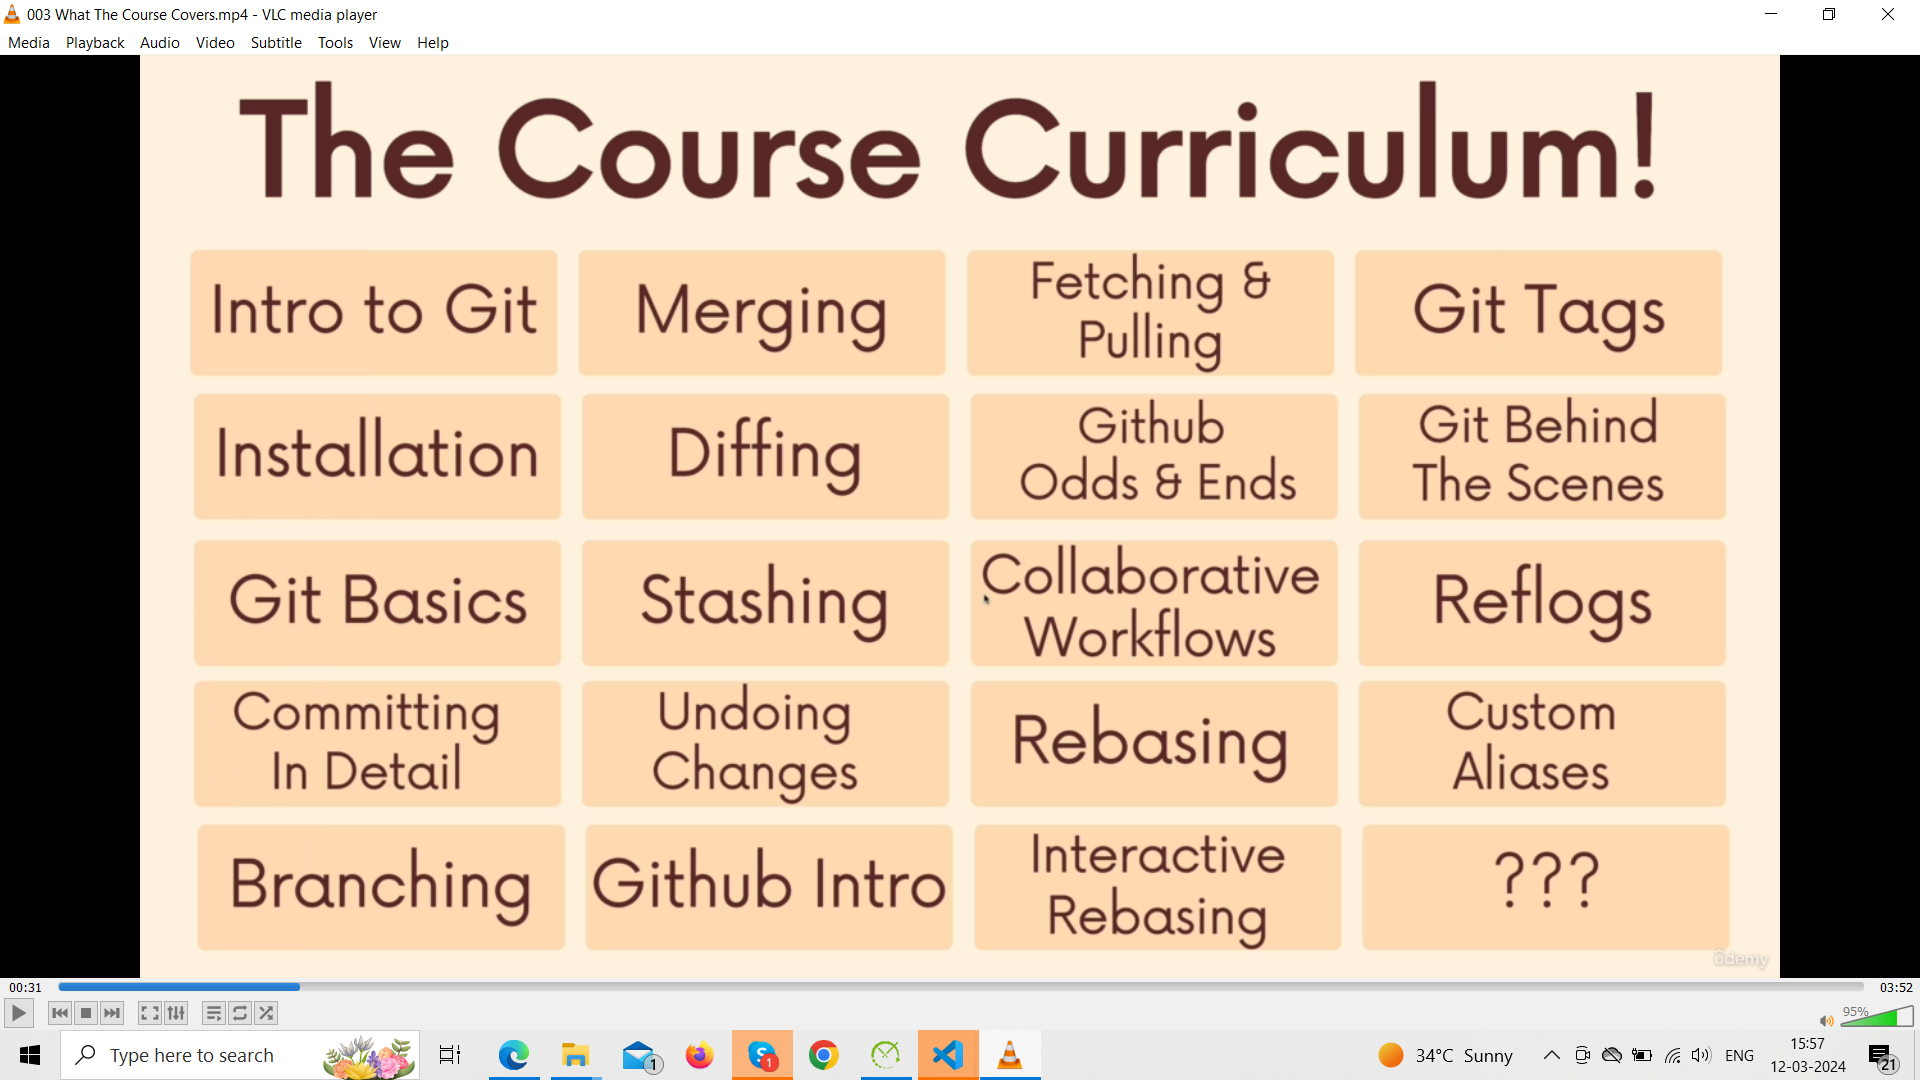 003 What The Course Covers.mp4 - VLC media player
Media Playback Audio Video Subtitle Tools View Help
The Course Curriculum!
Intro to Git
Merging
Fetching &
Pulling
Git Tags
Installation
Diffing
Github
Odds & Ends
Git Behind
The Scenes
Git Basics
Stashing
Collaborative
Workflows
Reflogs
Committing
In Detail
Undoing
Changes
Rebasing
Custom
Aliases
Branching
Github Intro
Interactive
Rebasing
???
ûdemy
00:31
03:52
95%
Type here to search
1
1
34°C Sunny
ENG
15:57
12-03-2024
21